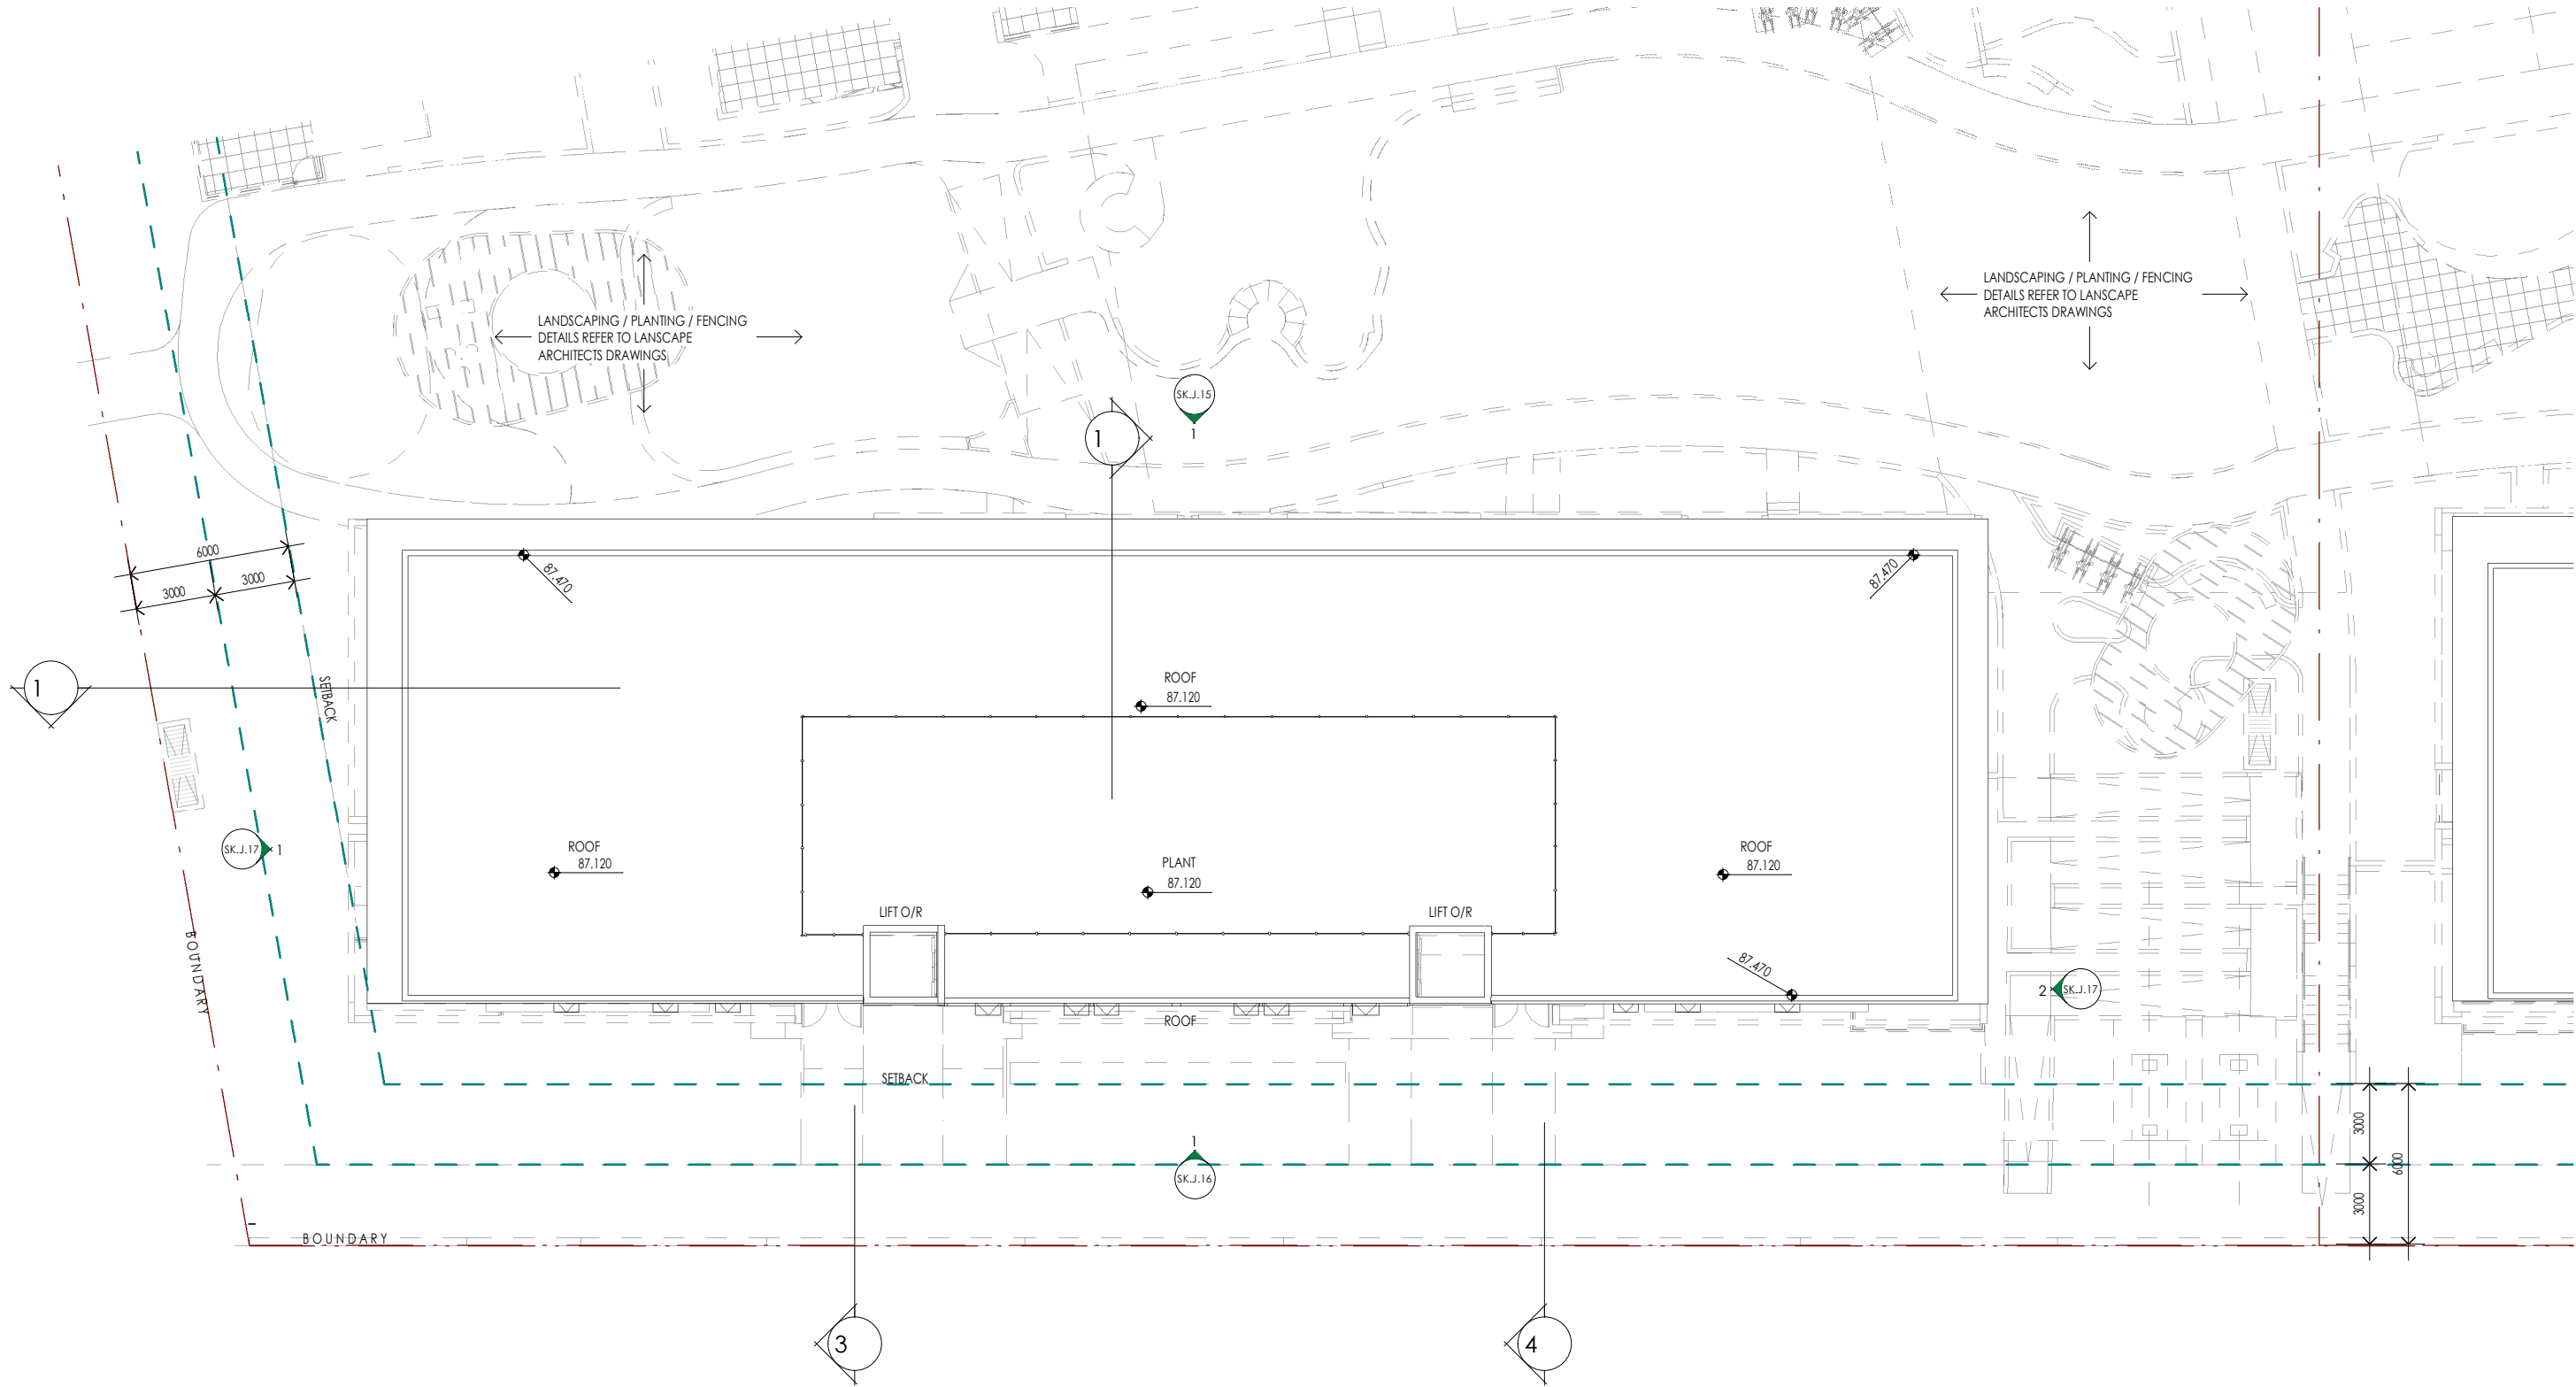 LANDSCAPING / PLANTING / FENCING
DETAILS REFER TO LANSCAPE
ARCHITECTS DRAWINGS
LANDSCAPING / PLANTING / FENCING
DETAILS REFER TO LANSCAPE
ARCHITECTS DRAWINGS
SK.J.15
1
1
6000
3000
3000
87.470
87.470
SETBACK
1
ROOF
87.120
SK.J.17
1
ROOF
87.120
PLANT
87.120
ROOF
87.120
LIFT O/R
LIFT O/R
BOUNDARY
87.470
2
SK.J.17
ROOF
SETBACK
3000
6000
3000
1
SK.J.16
BOUNDARY
3
4